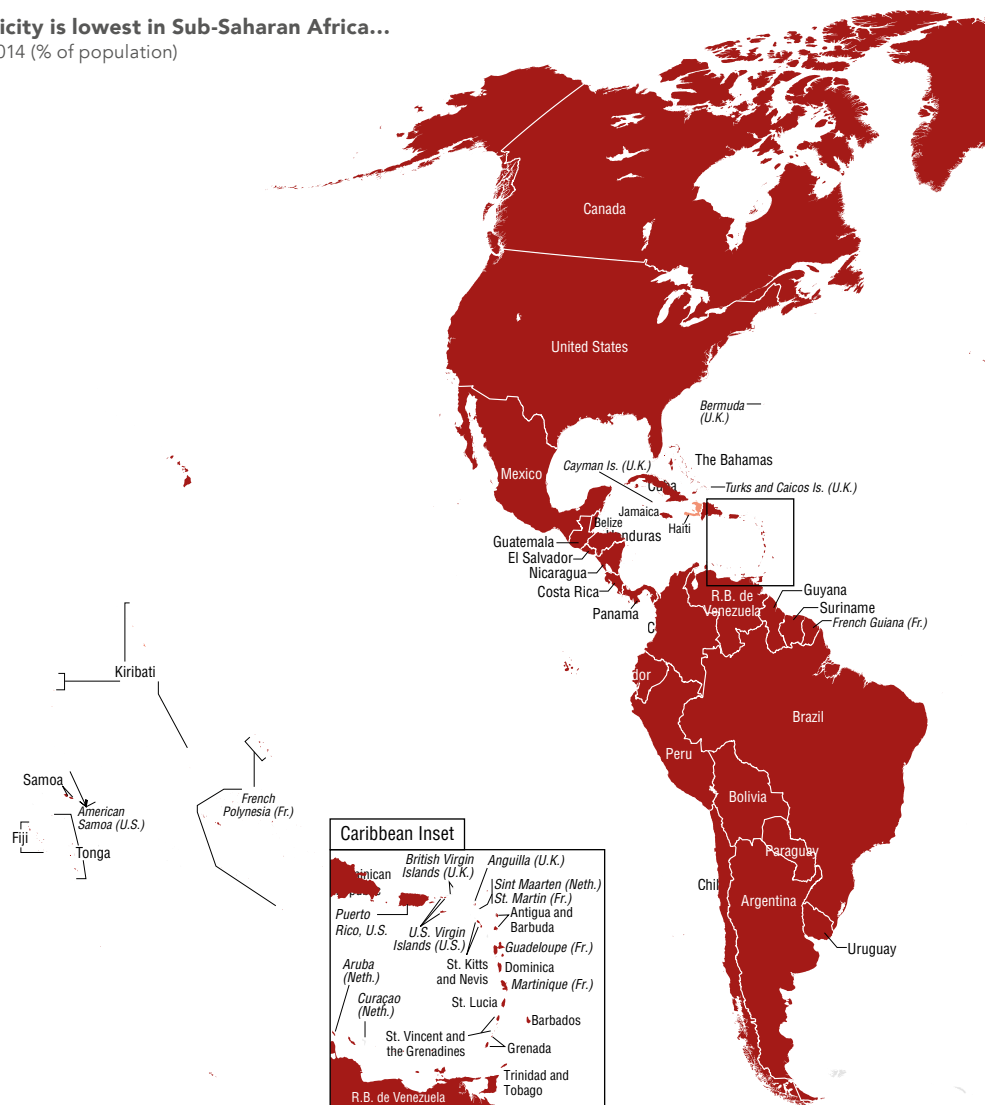 icity is lowest in Sub-Saharan Africa...
014 (% of population)
Canada
United States
Bermuda
(U.K.)
Mexico
Cayman Is. (U.K.)
The Bahamas
Cuba
Turks and Caicos Is. (U.K.)
Jamaica
Haiti
Belize
Honduras
Guatemala
El Salvador
Nicaragua
Costa Rica
Panama
R.B. de
Venezuela
Guyana
Suriname
French Guiana (Fr.)
C
dor
Kiribati
Brazil
Peru
Samoa
American
Samoa (U.S.)
French
Polynesia (Fr.)
Fiji
Tonga
Bolivia
Paraguay
Chil
Argentina
Uruguay
Caribbean Inset
British Virgin
Islands (U.K.)
Anguilla (U.K.)
inican
Sint Maarten (Neth.)
St. Martin (Fr.)
Puerto
Rico, U.S.
U.S. Virgin
Islands (U.S.)
Antigua and
Barbuda
Guadeloupe (Fr.)
St. Kitts
and Nevis
Dominica
Aruba
(Neth.)
Martinique (Fr.)
Curaçao
(Neth.)
St. Lucia
Barbados
St. Vincent and
the Grenadines
Grenada
Trinidad and
Tobago
R.B. de Venezuela